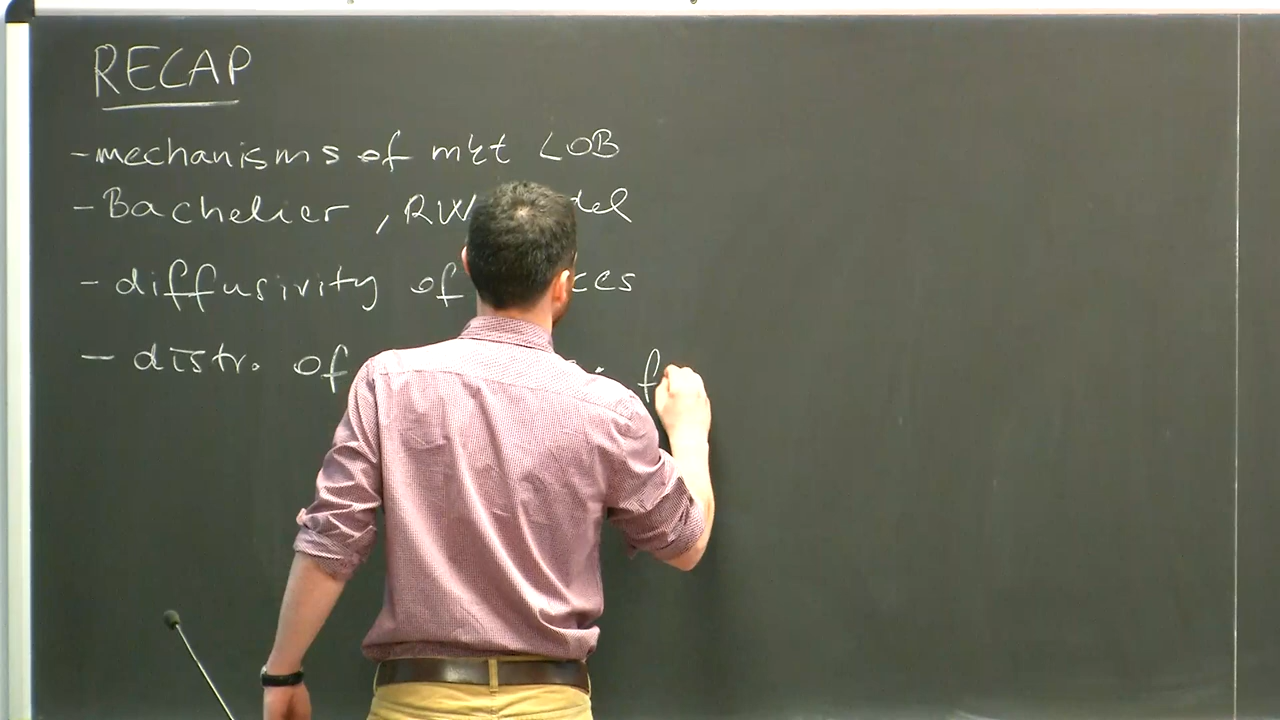 RECAP
- mechanisms of mkt LOB
- Bachelier, RW
- diffusivity of
- distr. of